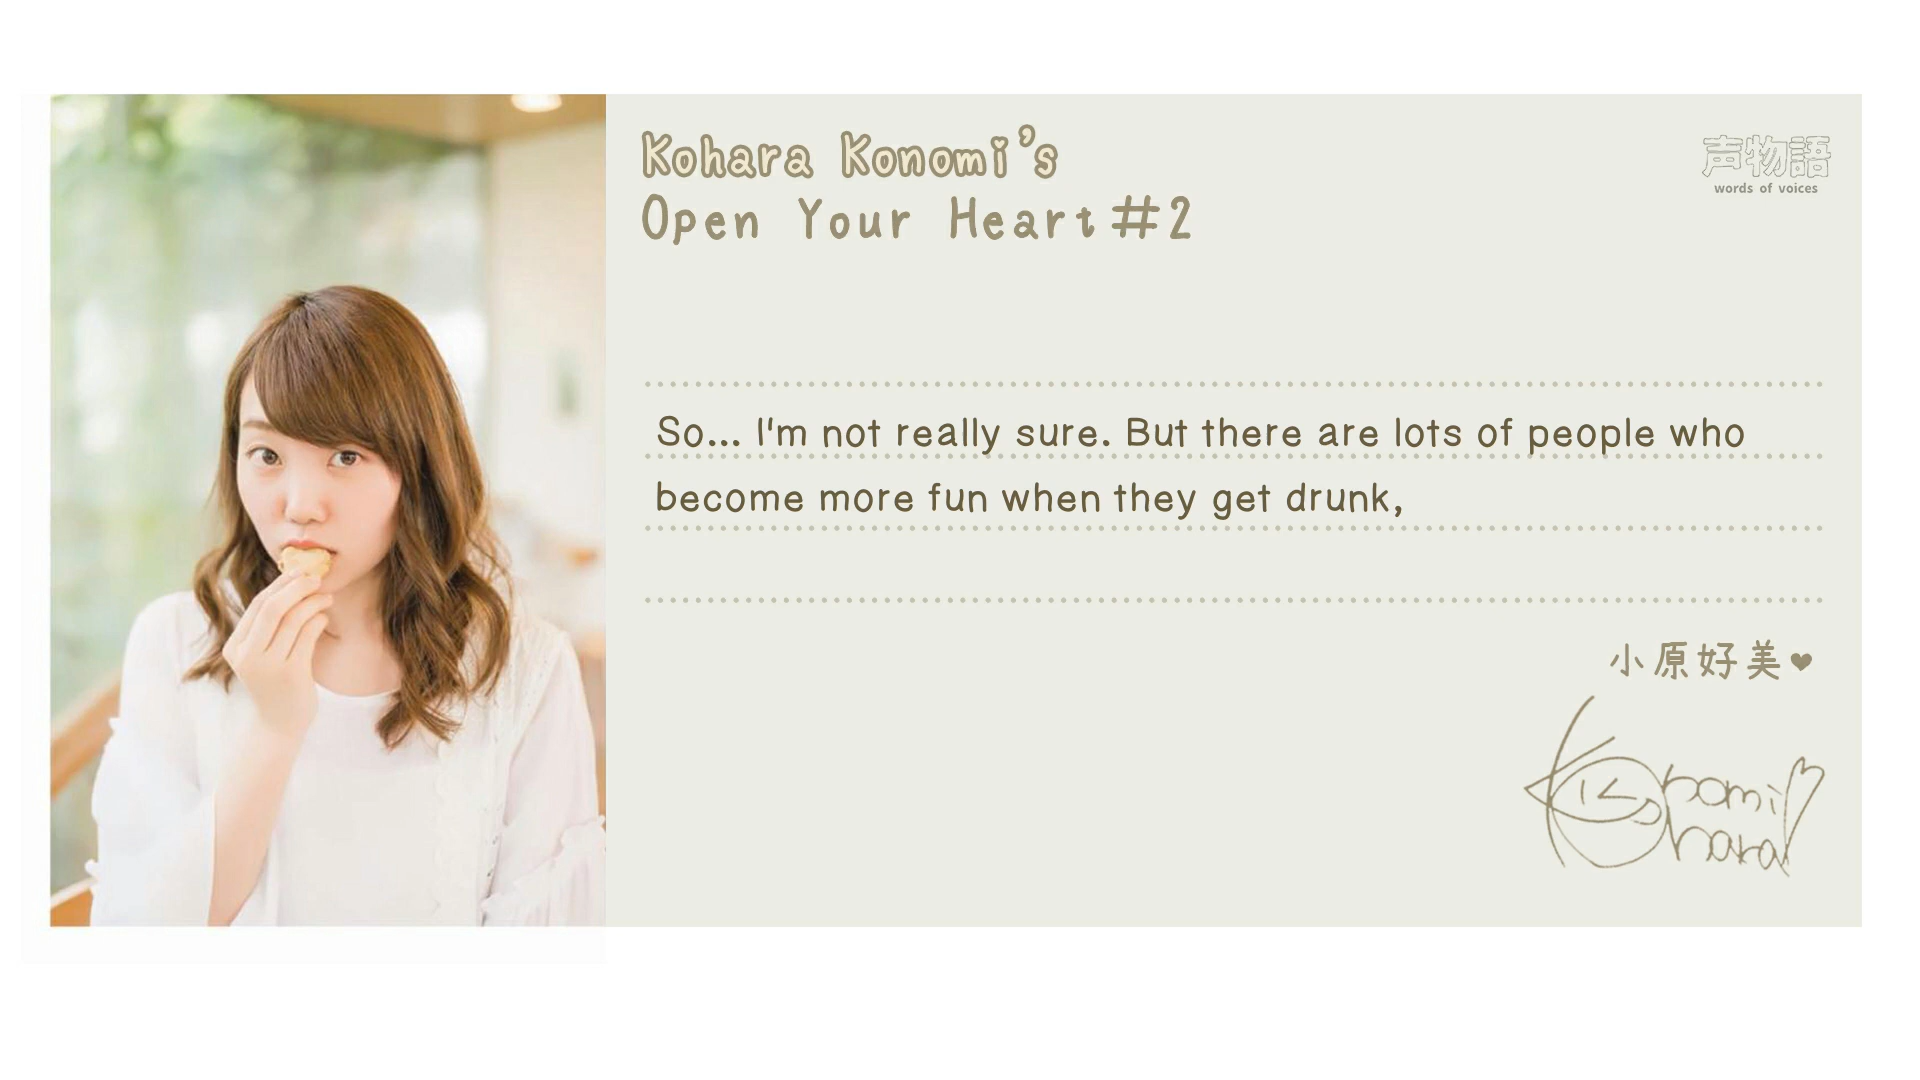 Kohara Konomi's
Open Your Heart #2
声物語
words of voices
So... I'm not really sure. But there are lots of people who
become more fun when they get drunk,
小原好美♥
Konomi
Kohara